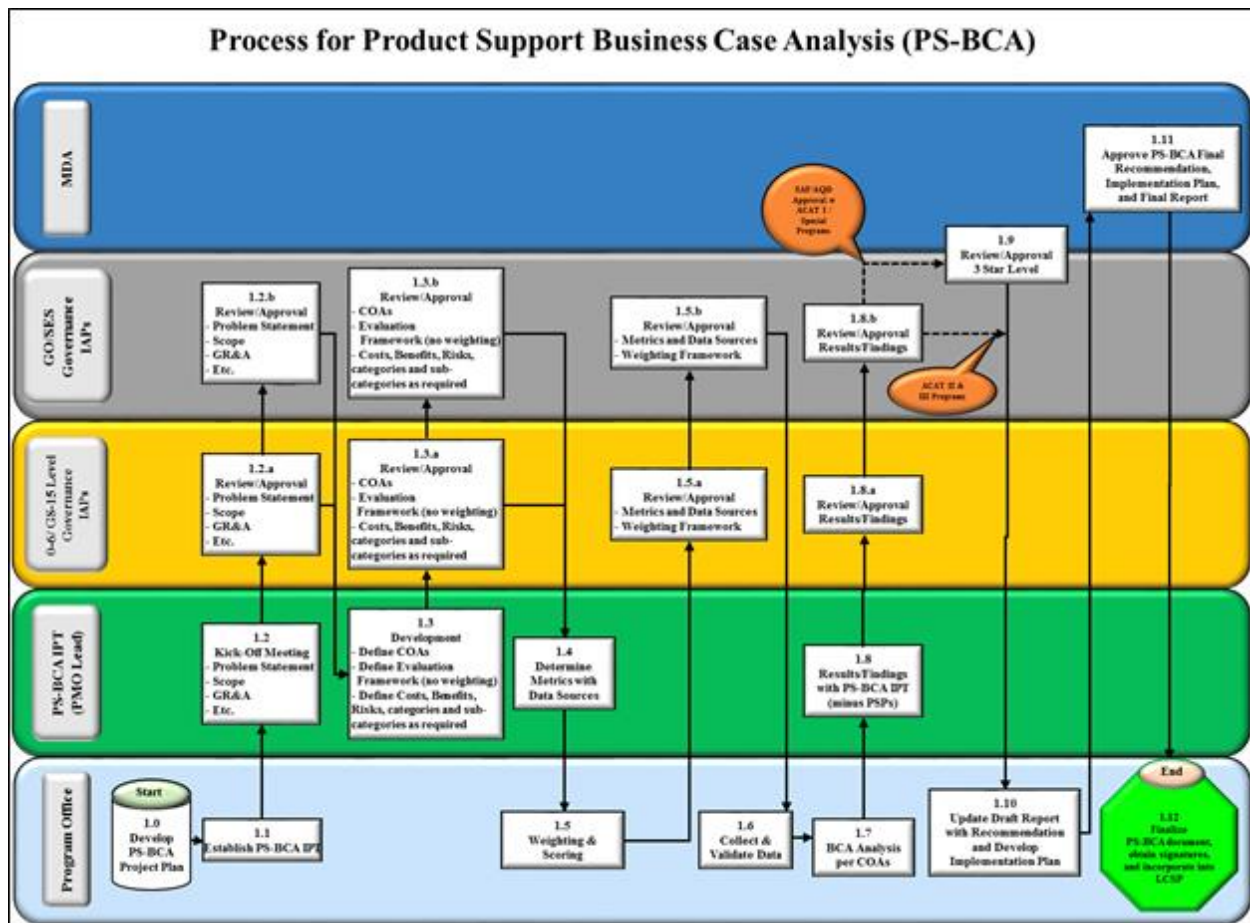 Process for Product Support Business Case Analysis (PS-BCA)
MDA
1.11
Approve PS-BCA Final
Recommendation,
Implementation Plan,
and Final Report
SAF/AQD
Approval
ACAT I /
Special
Programs
GO/SES
Governance
IAPs
1.2.b
Review/Approval
- Problem Statement
- Scope
- GR&A
- Etc.
1.3.b
Review/Approval
- COAs
- Evaluation
Framework (no weighting)
- Costs, Benefits, Risks,
categories and sub-
categories as required
1.5.b
Review/Approval
- Metrics and Data Sources
- Weighting Framework
1.8.b
Review/Approval
Results/Findings
1.9
Review/Approval
3 Star Level
ACAT II &
III Programs
0-6/ GS-15 Level
Governance
IAPs
1.2.a
Review/Approval
- Problem Statement
- Scope
- GR&A
- Etc.
1.3.a
Review/Approval
- COAs
- Evaluation
Framework (no weighting)
- Costs, Benefits, Risks,
categories and sub-
categories as required
1.5.a
Review/Approval
- Metrics and Data Sources
- Weighting Framework
1.8.a
Review/Approval
Results/Findings
PS-BCA IPT
(PMO Lead)
1.2
Kick-Off Meeting
- Problem Statement
- Scope
- GR&A
- Etc.
1.3
Development
- Define COAs
- Define Evaluation
Framework (no weighting)
- Define Costs, Benefits,
Risks, categories and sub-
categories as required
1.4
Determine
Metrics with
Data Sources
1.8
Results/Findings
with PS-BCA IPT
(minus PSPs)
Program Office
Start
1.0
Develop
PS-BCA
Project Plan
1.1
Establish PS-BCA IPT
1.5
Weighting &
Scoring
1.6
Collect &
Validate Data
1.7
BCA Analysis
per COAs
1.10
Update Draft Report
with Recommendation
and Develop
Implementation Plan
End
1.12
Finalize
PS-BCA document,
obtain signatures,
and incorporate into
LCSP